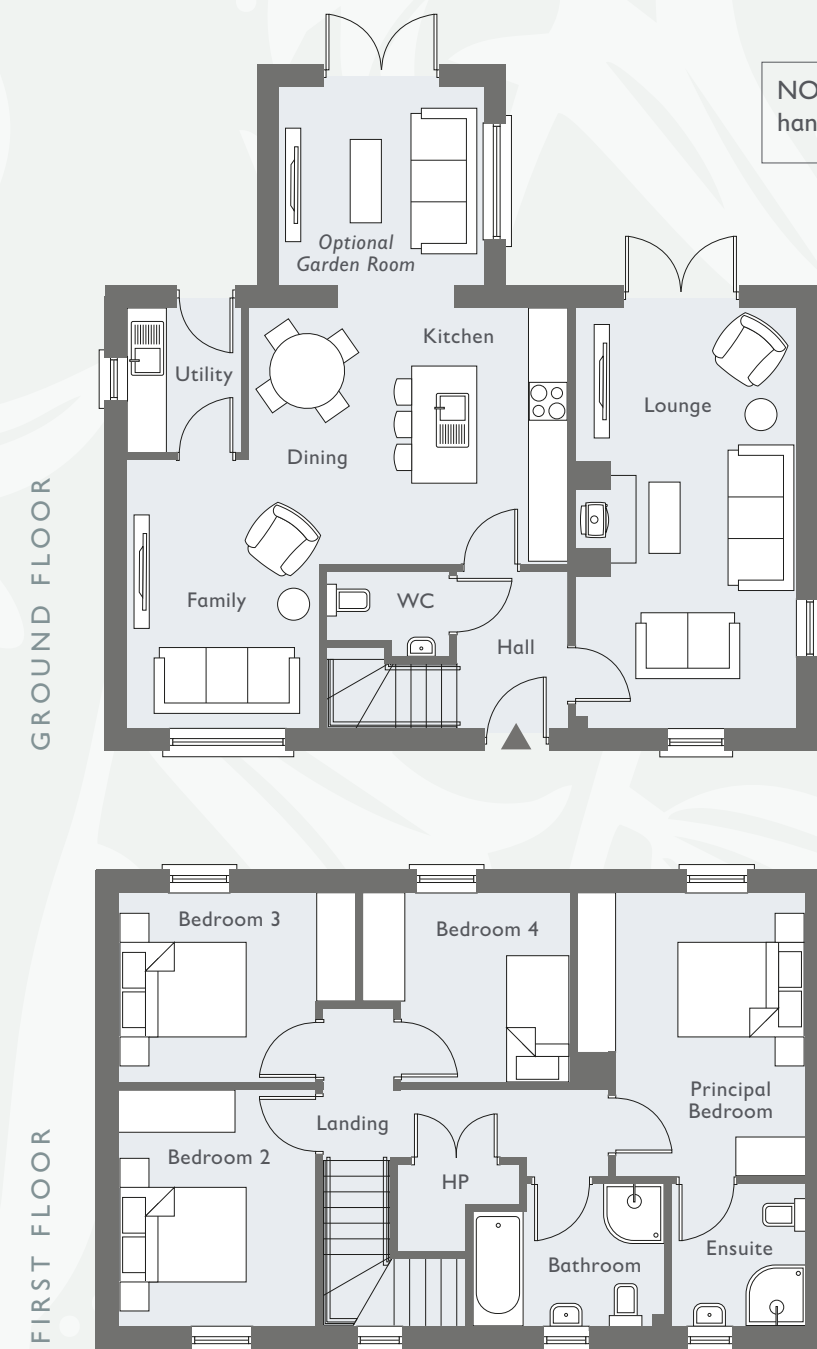 NO
han
Optional
Garden Room
Kitchen
Utility
Lounge
Dining
Family
WC
Hall
GROUND FLOOR
Bedroom 3
Bedroom 4
Principal
Bedroom
Landing
Bedroom 2
HP
Ensuite
Bathroom
FIRST FLOOR